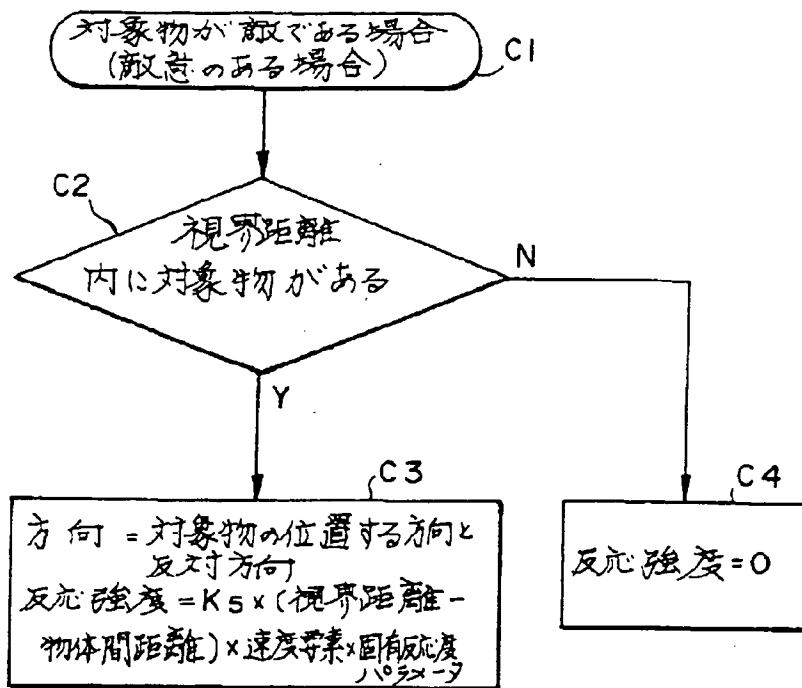 対象物が敵である場合
(敵意のある場合)
C1
C2
視界距離
内に対象物がある
N
Y
C3
方向 = 対象物の位置する方向と
反対方向
反応強度 = K5 × (視界距離 -
物体間距離) × 速度要素 × 固有反応度
パラメータ
C4
反応強度 = 0